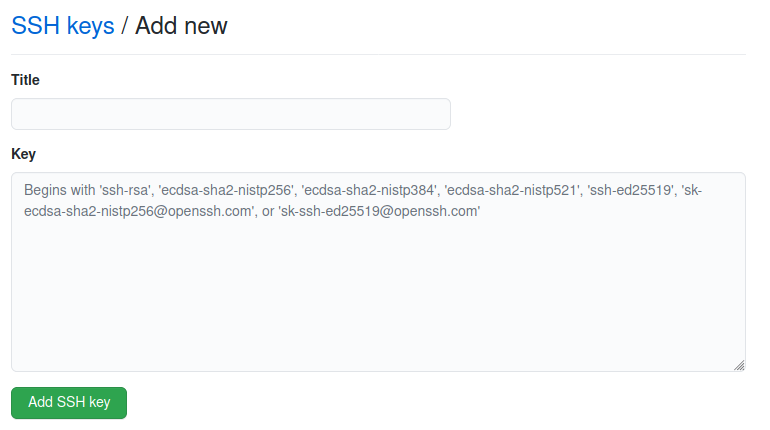 SSH keys / Add new
Title
Key
Begins with 'ssh-rsa', 'ecdsa-sha2-nistp256', 'ecdsa-sha2-nistp384', 'ecdsa-sha2-nistp521', 'ssh-ed25519', 'sk-
ecdsa-sha2-nistp256@openssh.com', or 'sk-ssh-ed25519@openssh.com'
Add SSH key